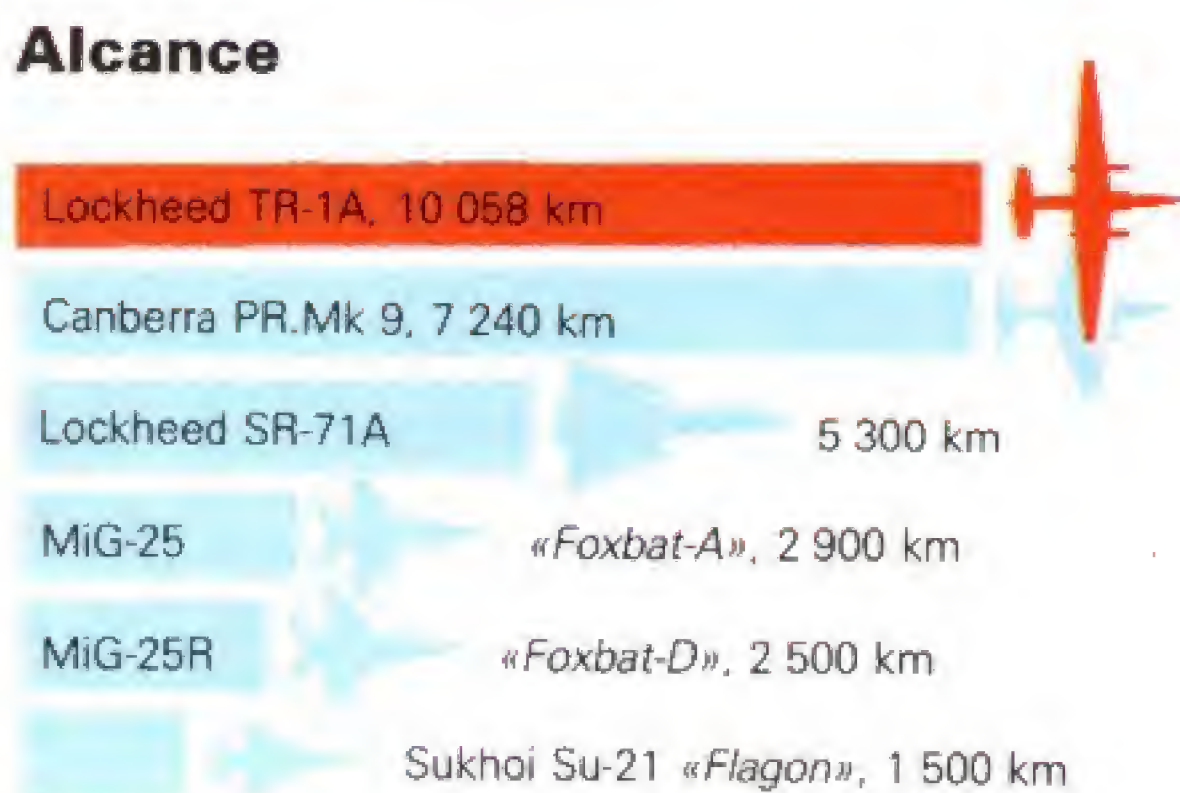 Alcance
Lockheed TR-1A, 10 058 km
Canberra PR.Mk 9, 7 240 km
Lockheed SR-71A 5 300 km
MiG-25 «Foxbat-A», 2 900 km
MiG-25R «Foxbat-D», 2 500 km
Sukhoi Su-21 «Flagon», 1 500 km